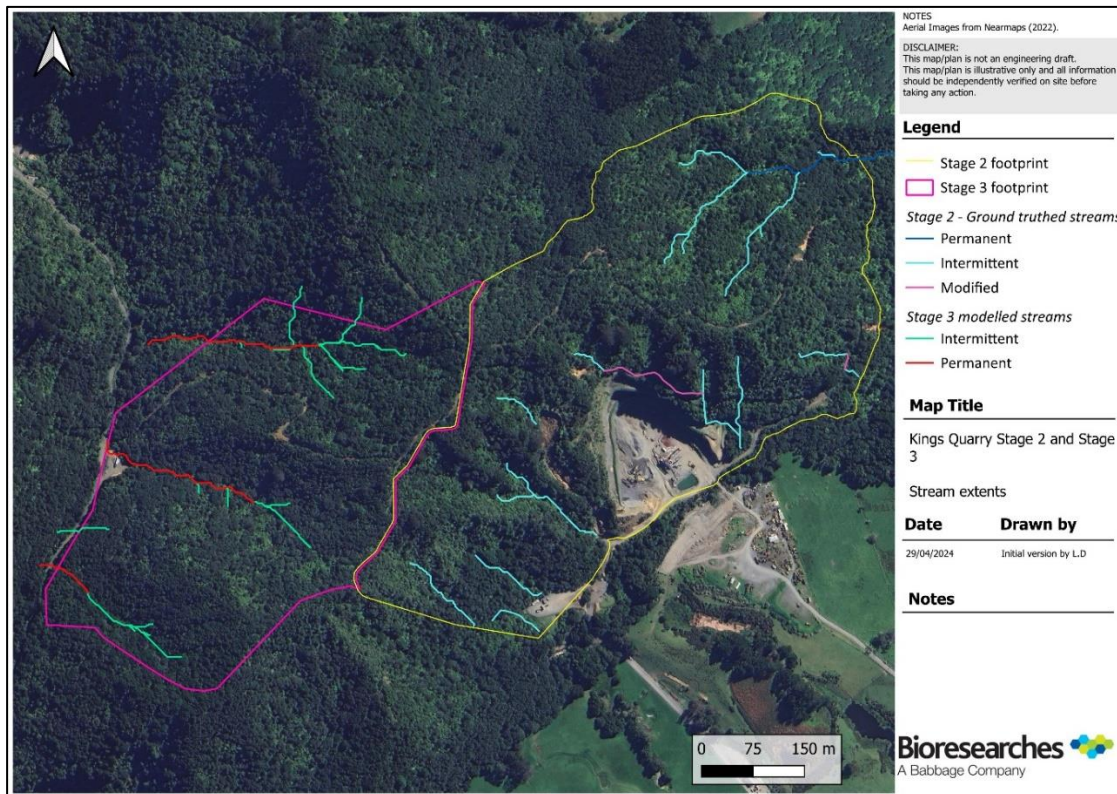 NOTES
Aerial Images from Nearmaps (2022).
DISCLAIMER:
This map/plan is not an engineering draft.
This map/plan is illustrative only and all information
should be independently verified on site before
taking any action.
Legend
Stage 2 footprint
Stage 3 footprint
Stage 2 - Ground truthed streams
Permanent
Intermittent
Modified
Stage 3 modelled streams
Intermittent
Permanent
Map Title
Kings Quarry Stage 2 and Stage
3
Stream extents
Date Drawn by
29/04/2024 Initial version by L.D
Notes
0 75 150 m
Bioresearches
A Babbage Company